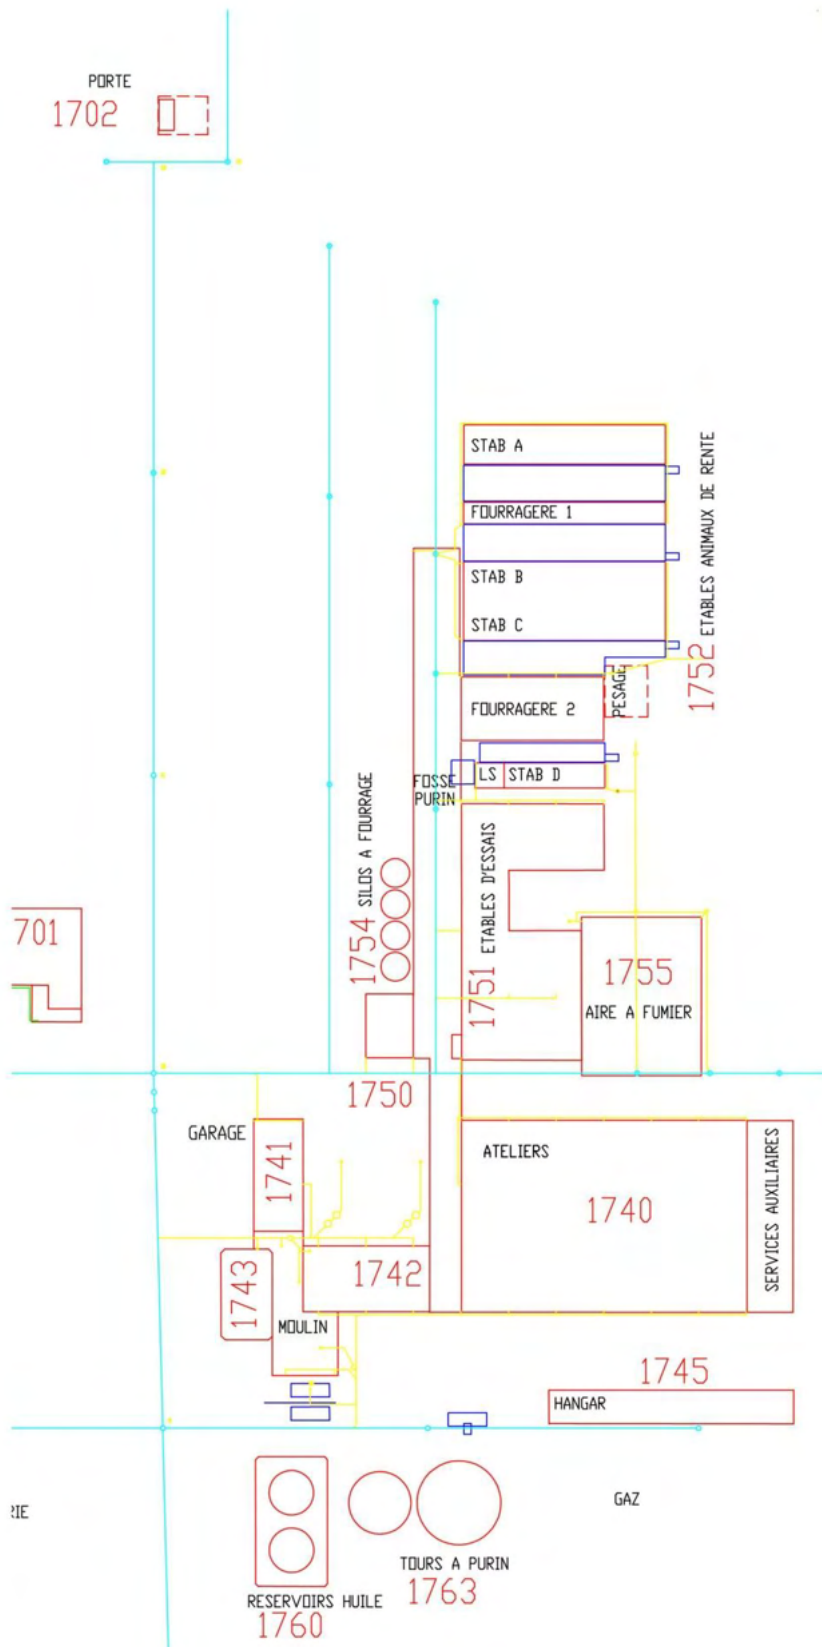 PORTE
1702
STAB A
FOURRAGERE 1
STAB B
STAB C
ETABLES ANIMAUX DE RENTE
1752
PESAGE
FOURRAGERE 2
LS
STAB D
FOSSE
PURIN
SILOS A FOURRAGE
1754
ETABLES D'ESSAIS
1751
701
1755
AIRE A FUMIER
1750
GARAGE
1741
ATELIERS
1740
SERVICES AUXILIAIRES
1742
1743
MOULIN
1745
HANGAR
GAZ
RIE
TOURS A PURIN
1763
RESERVOIRS HUILE
1760